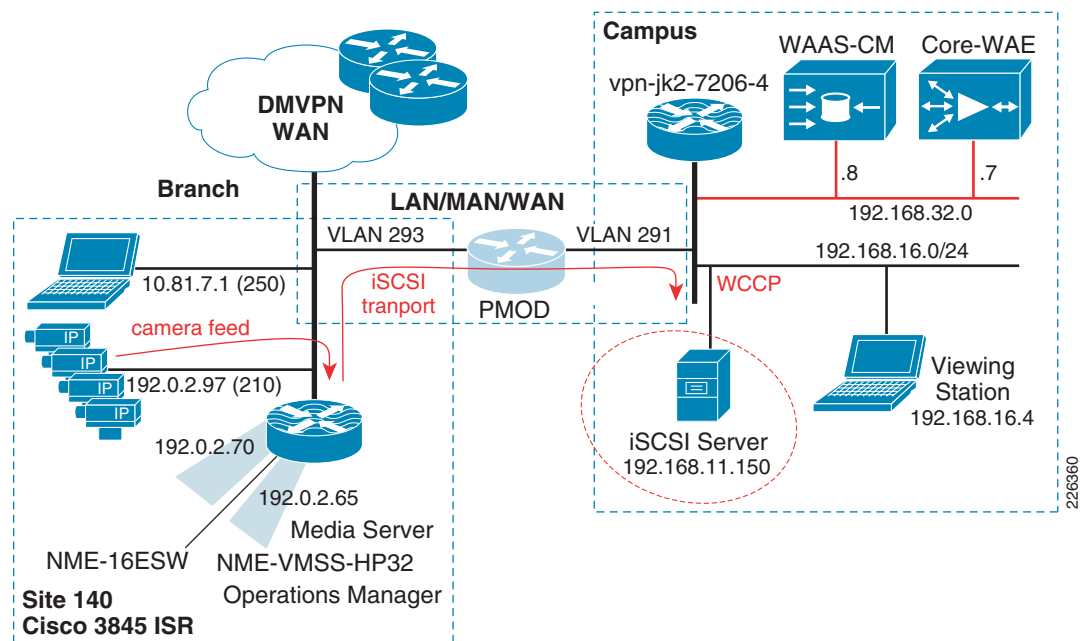 Campus
WAAS-CM
Core-WAE
vpn-jk2-7206-4
DMVPN
WAN
.8
.7
Branch
LAN/MAN/WAN
192.168.32.0
VLAN 293
VLAN 291
192.168.16.0/24
10.81.7.1 (250)
iSCSI
tranport
WCCP
PMOD
camera feed
IP
IP
IP
IP
192.0.2.97 (210)
Viewing
Station
192.168.16.4
iSCSI Server
192.168.11.150
192.0.2.70
192.0.2.65
Media Server
NME-16ESW
NME-VMSS-HP32
Operations Manager
Site 140
Cisco 3845 ISR
226360